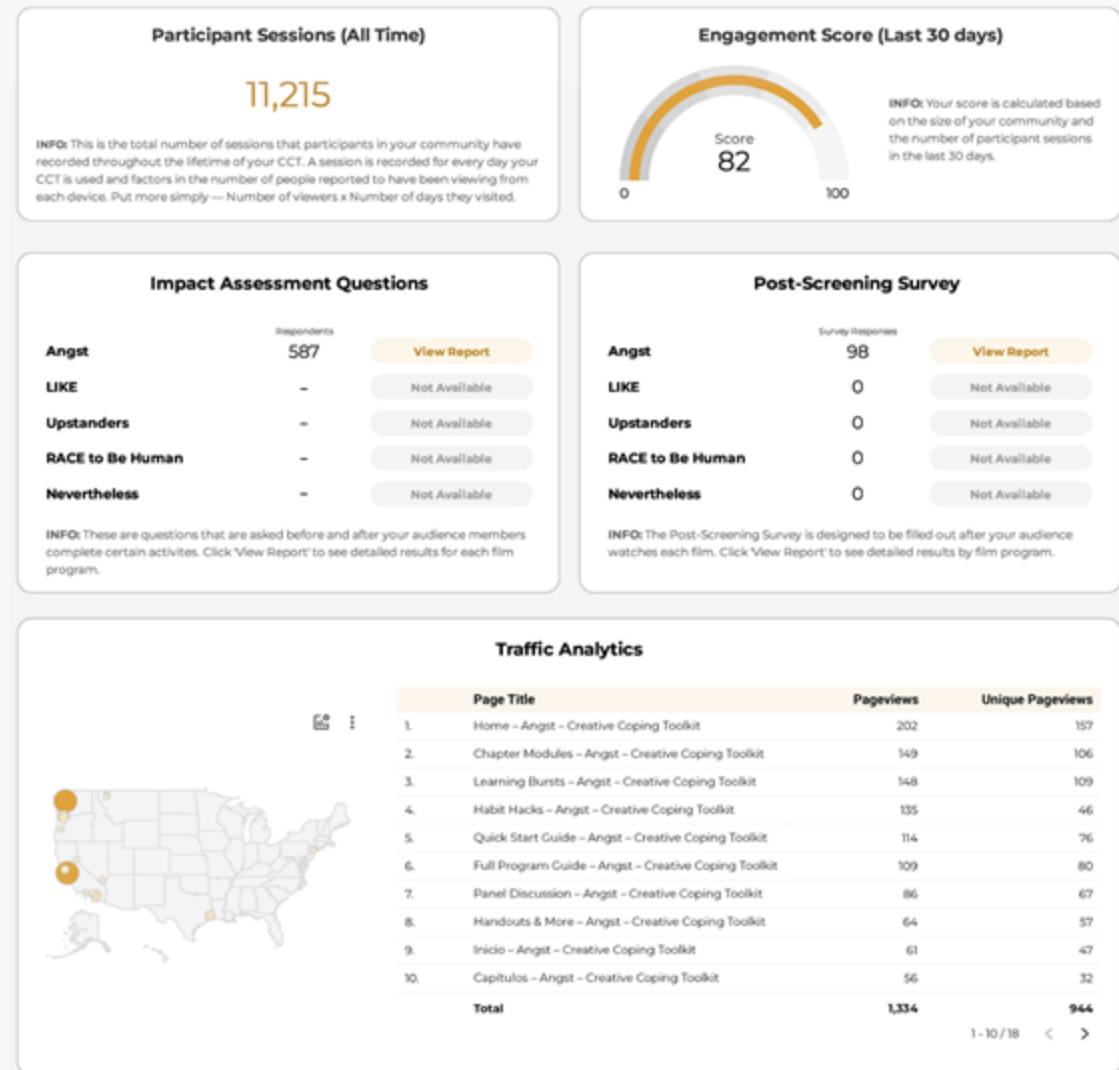 Participant Sessions (All Time)
11,215
INFO: This is the total number of sessions that participants in your community have
recorded throughout the lifetime of your CCT. A session is recorded for every day your
CCT is used and factors in the number of people reported to have been viewing from
each device. Put more simply — Number of viewers x Number of days they visited.
Engagement Score (Last 30 days)
Score
82
0
100
INFO: Your score is calculated based
on the size of your community and
the number of participant sessions
in the last 30 days.
Impact Assessment Questions
Respondents
Angst 587 View Report
LIKE – Not Available
Upstanders – Not Available
RACE to Be Human – Not Available
Nevertheless – Not Available
INFO: These are questions that are asked before and after your audience members
complete certain activites. Click 'View Report' to see detailed results for each film
program.
Post-Screening Survey
Survey Responses
Angst 98 View Report
LIKE 0 Not Available
Upstanders 0 Not Available
RACE to Be Human 0 Not Available
Nevertheless 0 Not Available
INFO: The Post-Screening Survey is designed to be filled out after your audience
watches each film. Click 'View Report' to see detailed results by film program.
Traffic Analytics
Page Title Pageviews Unique Pageviews
1. Home – Angst – Creative Coping Toolkit 202 157
2. Chapter Modules – Angst – Creative Coping Toolkit 149 106
3. Learning Bursts – Angst – Creative Coping Toolkit 148 109
4. Habit Hacks – Angst – Creative Coping Toolkit 135 46
5. Quick Start Guide – Angst – Creative Coping Toolkit 114 76
6. Full Program Guide – Angst – Creative Coping Toolkit 109 80
7. Panel Discussion – Angst – Creative Coping Toolkit 86 67
8. Handouts & More – Angst – Creative Coping Toolkit 64 57
9. Inicio – Angst – Creative Coping Toolkit 61 47
10. Capítulos – Angst – Creative Coping Toolkit 56 32
Total 1,334 944
1 - 10 / 18